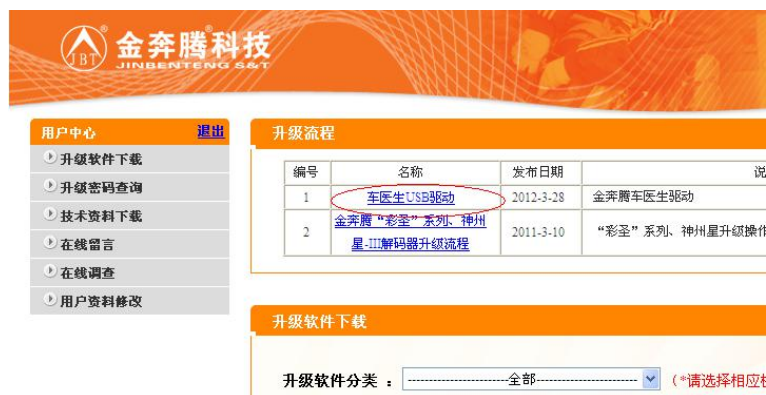 JBT
金奔腾科技
JINBENTENG S&T
用户中心 退出
升级软件下载
升级密码查询
技术资料下载
在线留言
在线调查
用户资料修改
升级流程
编号 名称 发布日期 说
1 车医生USB驱动 2012-3-28 金奔腾车医生驱动
2 金奔腾“彩圣”系列、神州 2011-3-10 “彩圣”系列、神州星升级操作
星-III解码器升级流程
升级软件下载
升级软件分类 : -----------------------全部----------------------- (*请选择相应